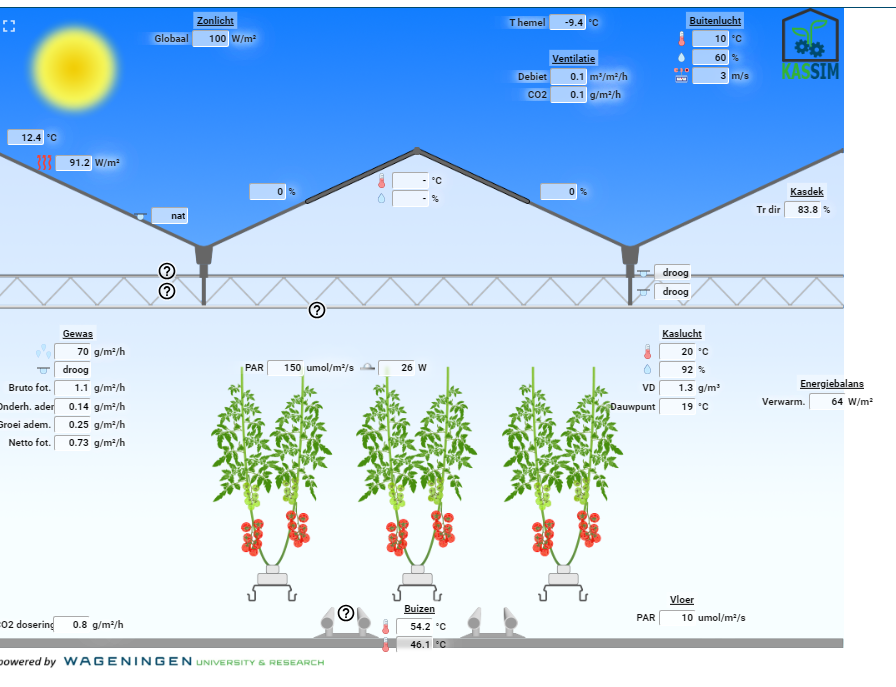 Zonlicht
Globaal 100 W/m²
T hemel -9.4 °C
Ventilatie
Debiet 0.1 m³/m²/h
CO2 0.1 g/m²/h
Buitenlucht
10 °C
60 %
3 m/s
KASSIM
12.4 °C
91.2 W/m²
0 %
- °C
- %
0 %
nat
Kasdek
Tr dir 83.8 %
?
?
droog
droog
?
Gewas
70 g/m²/h
droog
Bruto fot. 1.1 g/m²/h
Onderh. adem 0.14 g/m²/h
Groei adem. 0.25 g/m²/h
Netto fot. 0.73 g/m²/h
PAR 150 umol/m²/s 26 W
Kaslucht
20 °C
92 %
VD 1.3 g/m³
Dauwpunt 19 °C
Energiebalans
Verwarm. 64 W/m²
CO2 dosering 0.8 g/m²/h
?
Buizen
54.2 °C
46.1 °C
Vloer
PAR 10 umol/m²/s
powered by WAGENINGEN UNIVERSITY & RESEARCH